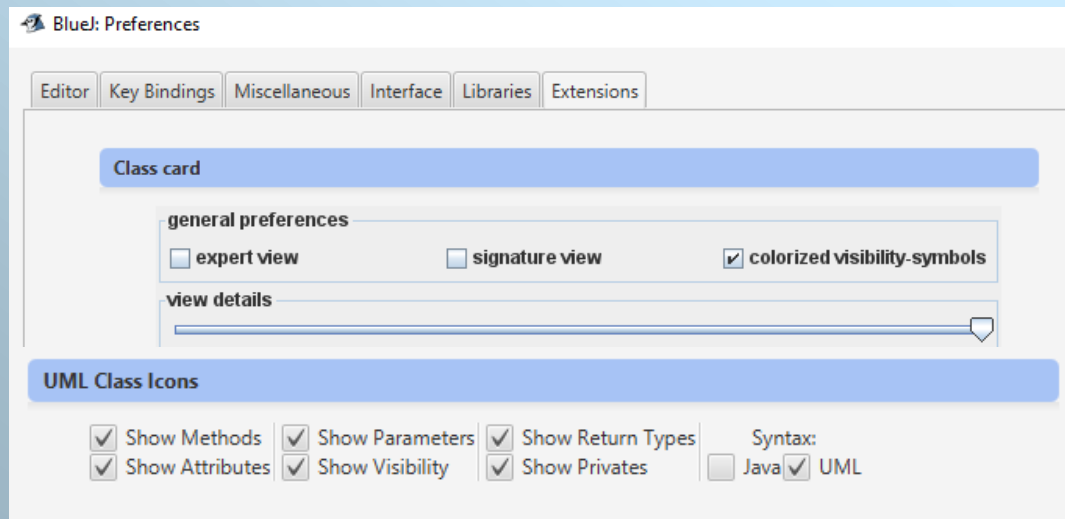 BlueJ: Preferences
Editor Key Bindings Miscellaneous Interface Libraries Extensions
Class card
general preferences
expert view signature view colorized visibility-symbols
view details
UML Class Icons
Show Methods Show Parameters Show Return Types Syntax:
Show Attributes Show Visibility Show Privates Java UML